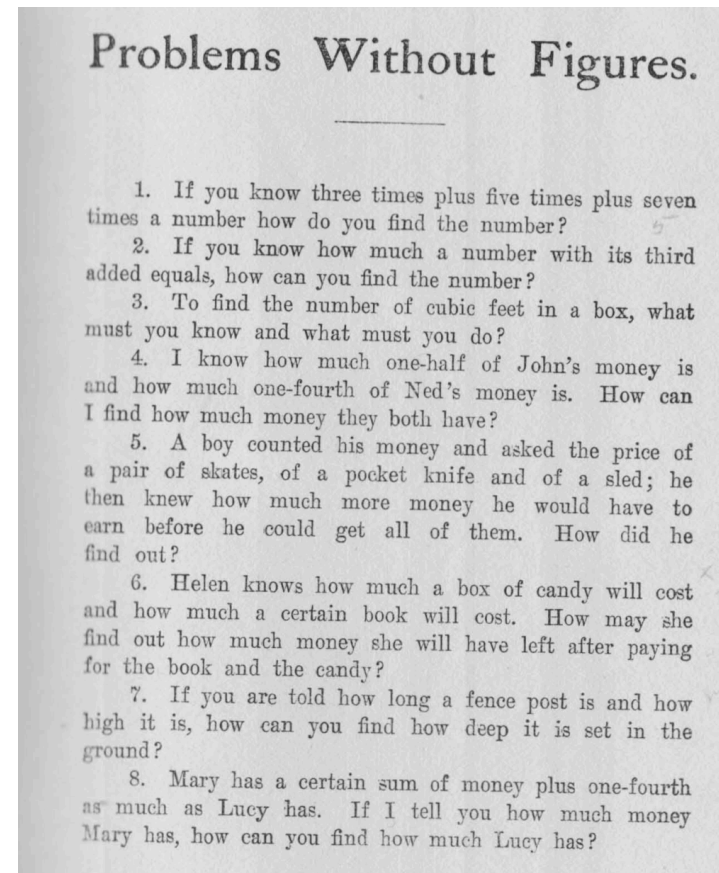 Problems Without Figures.
1. If you know three times plus five times plus seven
times a number how do you find the number?
2. If you know how much a number with its third
added equals, how can you find the number?
3. To find the number of cubic feet in a box, what
must you know and what must you do?
4. I know how much one-half of John's money is
and how much one-fourth of Ned's money is. How can
I find how much money they both have?
5. A boy counted his money and asked the price of
a pair of skates, of a pocket knife and of a sled; he
then knew how much more money he would have to
earn before he could get all of them. How did he
find out?
6. Helen knows how much a box of candy will cost
and how much a certain book will cost. How may she
find out how much money she will have left after paying
for the book and the candy?
7. If you are told how long a fence post is and how
high it is, how can you find how deep it is set in the
ground?
8. Mary has a certain sum of money plus one-fourth
as much as Lucy has. If I tell you how much money
Mary has, how can you find how much Lucy has?